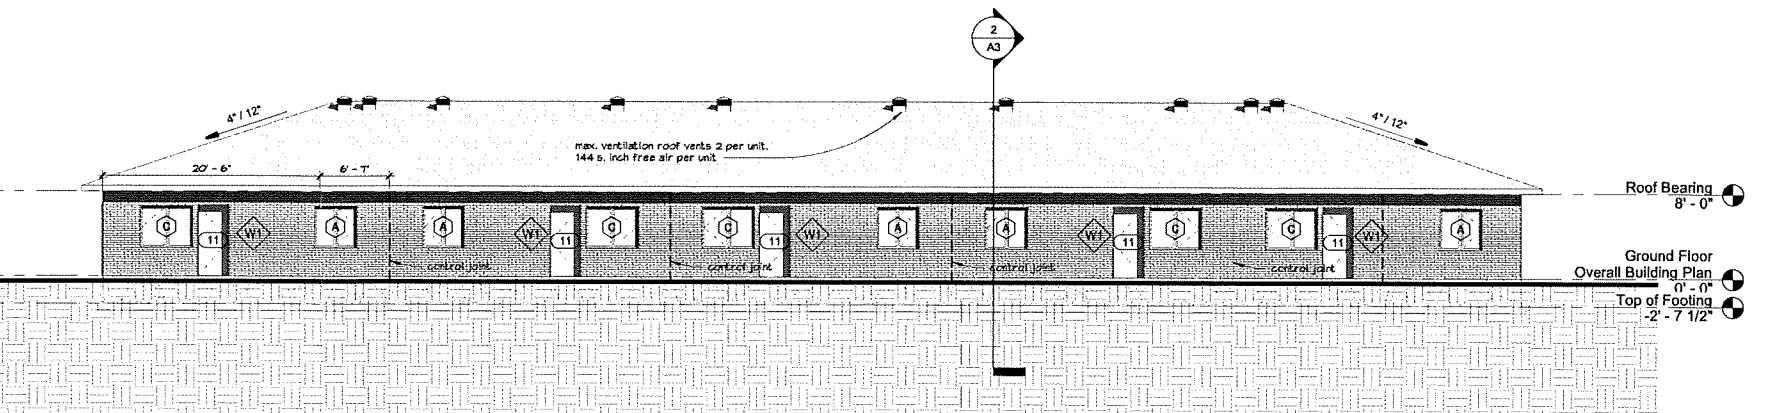 2
A3
4" / 12"
4" / 12"
max. ventilation roof vents 2 per unit.
144 s. inch free air per unit
20' - 6"
6' - 1"
Roof Bearing
8' - 0"
C
11
W1
A
A
W1
11
C
C
11
W1
A
A
W1
11
C
C
11
W1
A
control joint
control joint
control joint
control joint
Ground Floor
Overall Building Plan
0' - 0"
Top of Footing
-2' - 7 1/2"